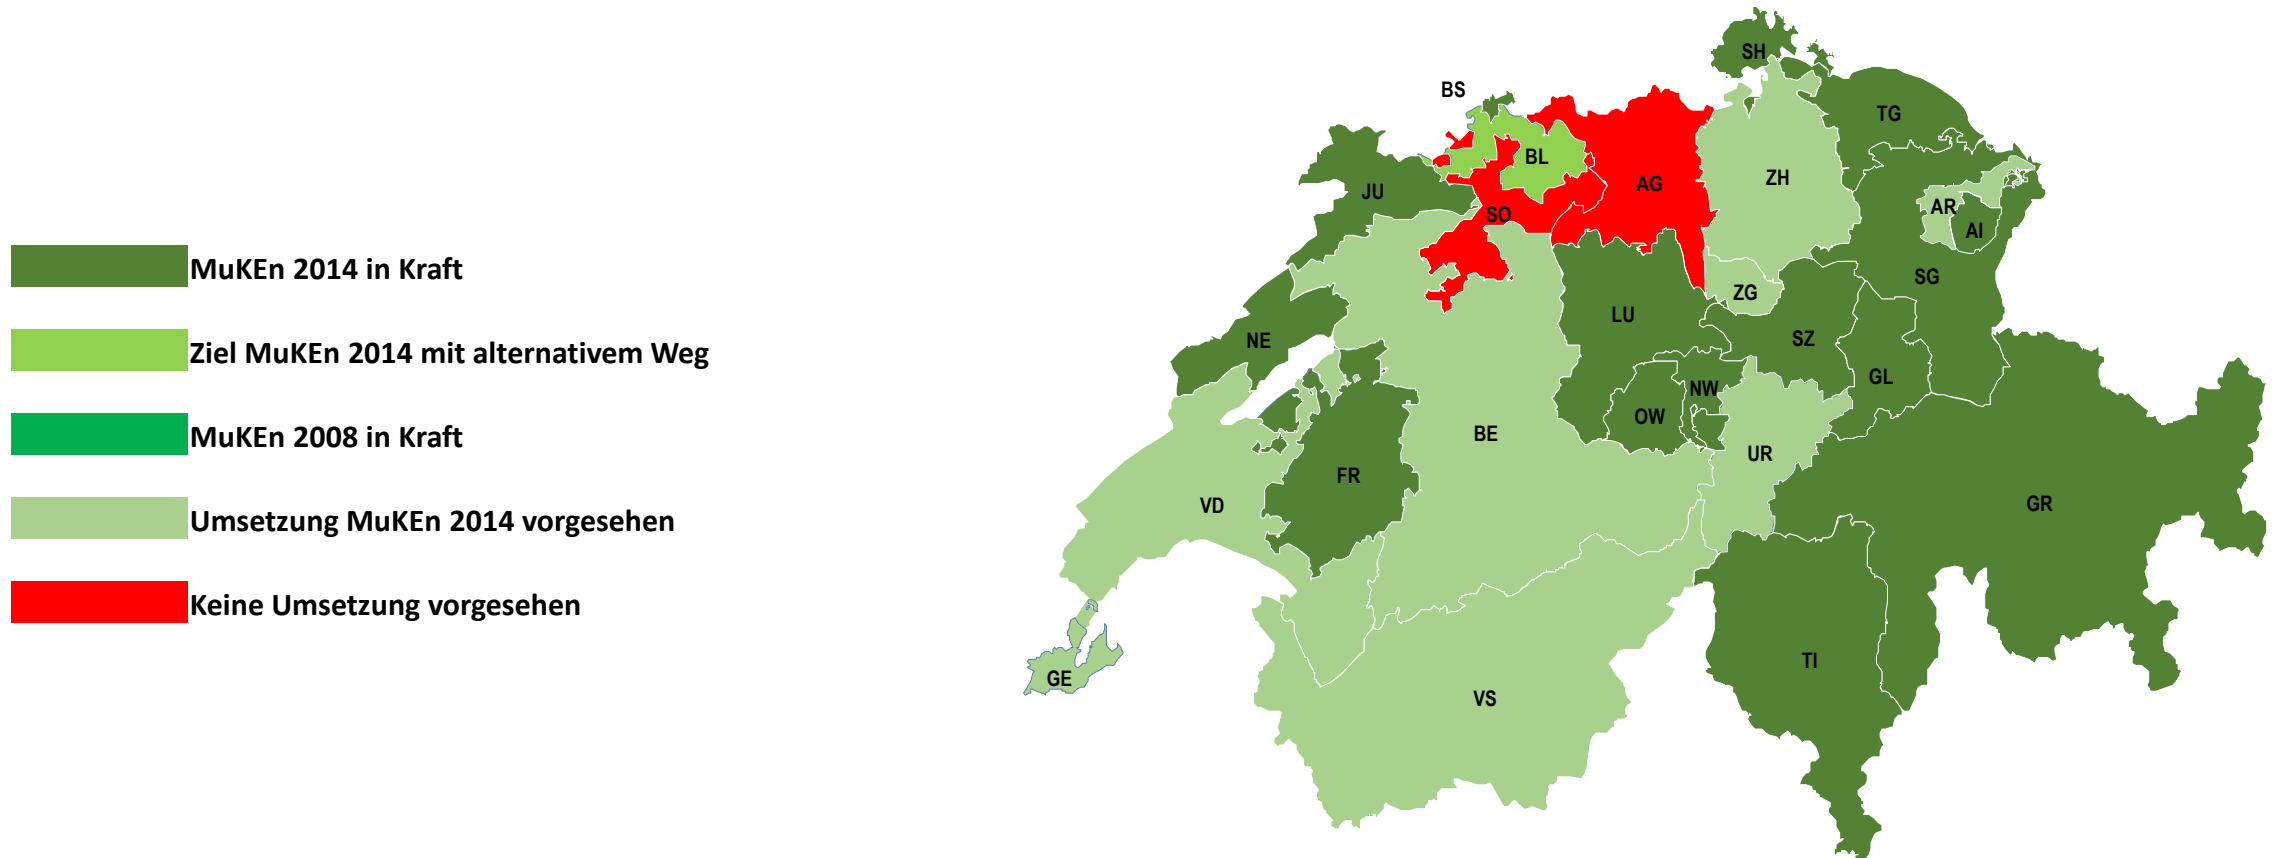 MuKEn 2014 in Kraft
Ziel MuKEn 2014 mit alternativem Weg
MuKEn 2008 in Kraft
Umsetzung MuKEn 2014 vorgesehen
Keine Umsetzung vorgesehen
SH
BS
TG
BL
ZH
AG
JU
AR
SO
AI
SG
ZG
LU
NE
SZ
GL
NW
OW
BE
UR
FR
VD
GR
TI
GE
VS